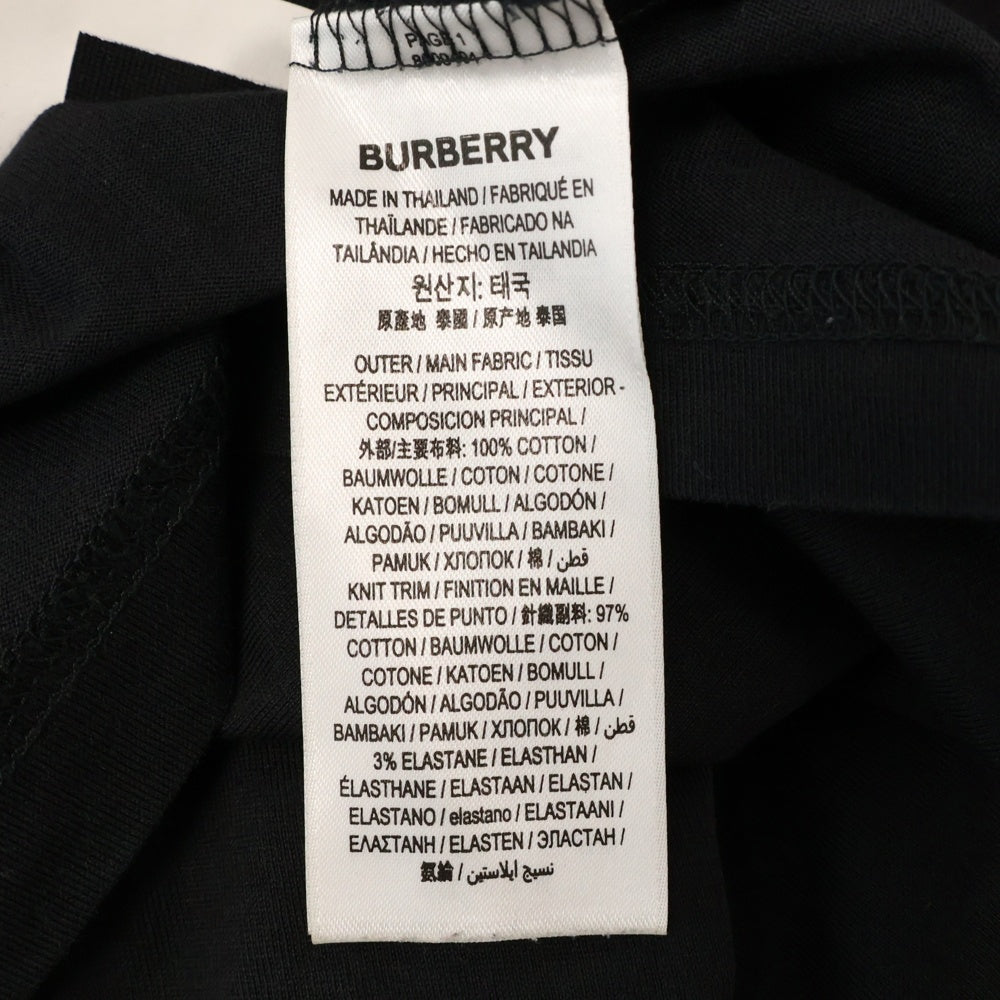 PAGE 1
BURBERRY
MADE IN THAILAND / FABRIQUÉ EN
THAÏLANDE / FABRICADO NA
TAILÂNDIA / HECHO EN TAILANDIA
원산지: 태국
原產地 泰國 / 原产地 泰国
OUTER / MAIN FABRIC / TISSU
EXTÉRIEUR / PRINCIPAL / EXTERIOR -
COMPOSICION PRINCIPAL /
外部/主要布料: 100% COTTON /
BAUMWOLLE / COTON / COTONE /
KATOEN / BOMULL / ALGODÓN /
ALGODÃO / PUUVILLA / BAMBAKI /
PAMUK / ХЛОПОК / 棉 / قطن /
KNIT TRIM / FINITION EN MAILLE /
DETALLES DE PUNTO / 針織副料: 97%
COTTON / BAUMWOLLE / COTON /
COTONE / KATOEN / BOMULL /
ALGODÓN / ALGODÃO / PUUVILLA /
BAMBAKI / PAMUK / ХЛОПОК / 棉 / قطن /
3% ELASTANE / ELASTHAN /
ÉLASTHANE / ELASTAAN / ELASTAN /
ELASTANO / elastano / ELASTAANI /
ΕΛΑΣΤΑΝΗ / ELASTEN / ЭЛАСТАН /
氨綸 / نسيج ايلاستين /